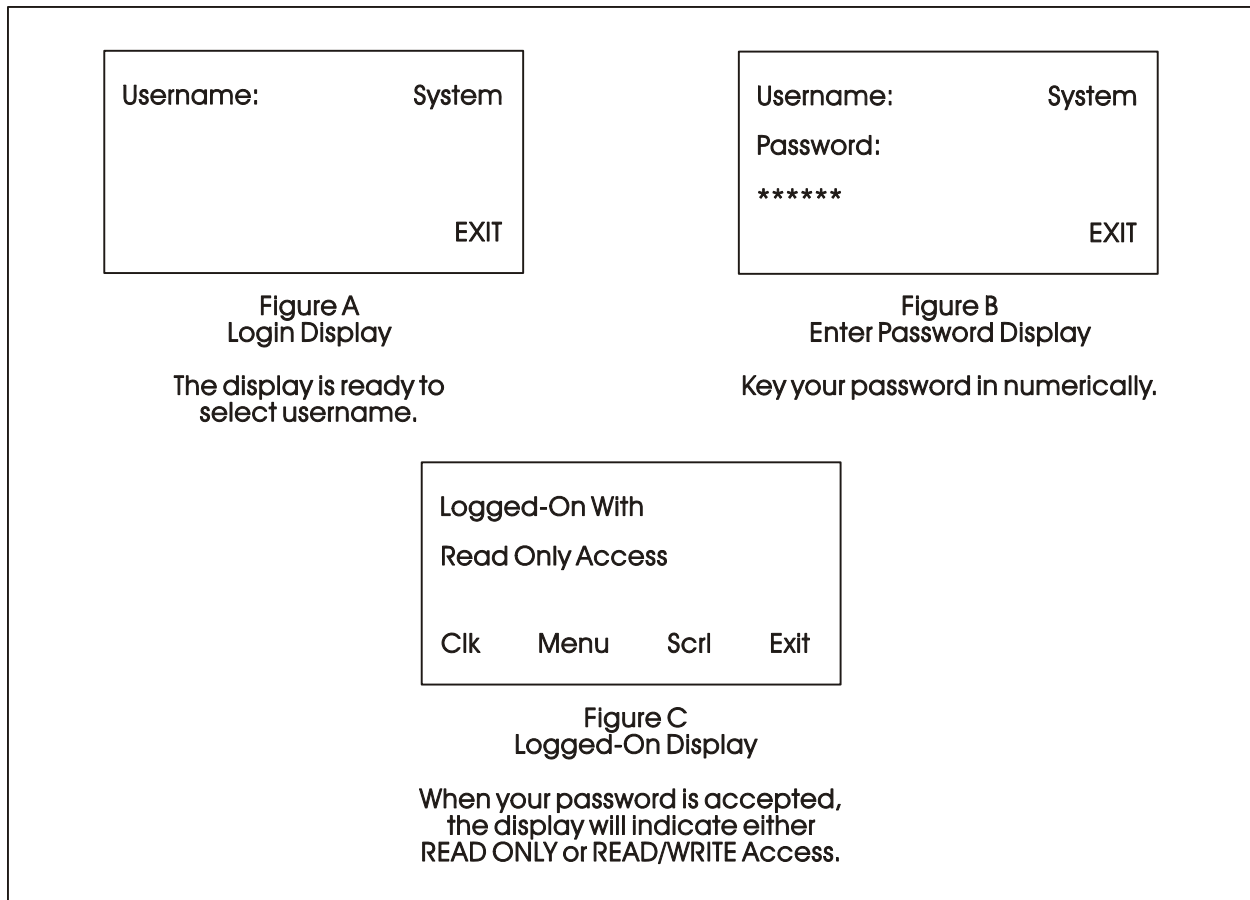 Username: System
EXIT
Figure A
Login Display
The display is ready to
select username.
Username: System
Password:
******
EXIT
Figure B
Enter Password Display
Key your password in numerically.
Logged-On With
Read Only Access
Clk Menu Scrl Exit
Figure C
Logged-On Display
When your password is accepted,
the display will indicate either
READ ONLY or READ/WRITE Access.